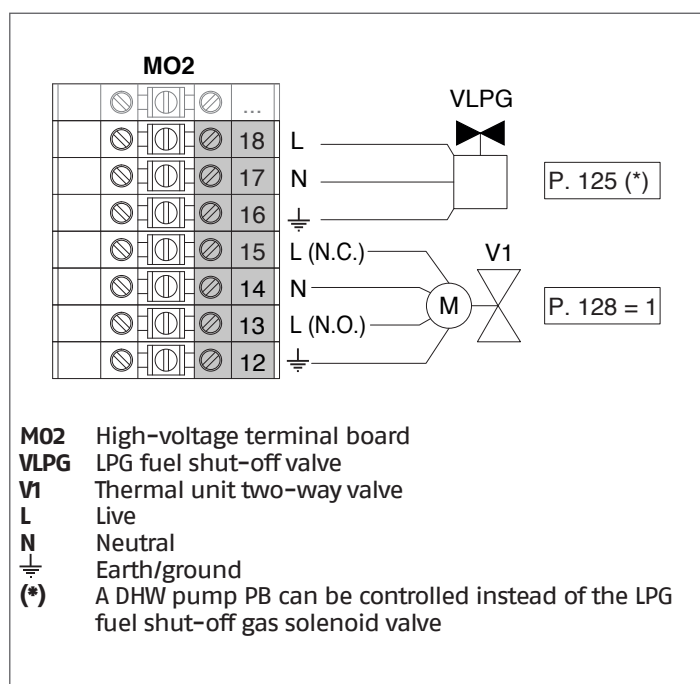 MO2
...
VLPG
18 L
17 N
P. 125 (*)
16 ⏚
15 L (N.C.)
V1
14 N
M
P. 128 = 1
13 L (N.O.)
12 ⏚
M02 High-voltage terminal board
VLPG LPG fuel shut-off valve
V1 Thermal unit two-way valve
L Live
N Neutral
⏚ Earth/ground
(*) A DHW pump PB can be controlled instead of the LPG
fuel shut-off gas solenoid valve